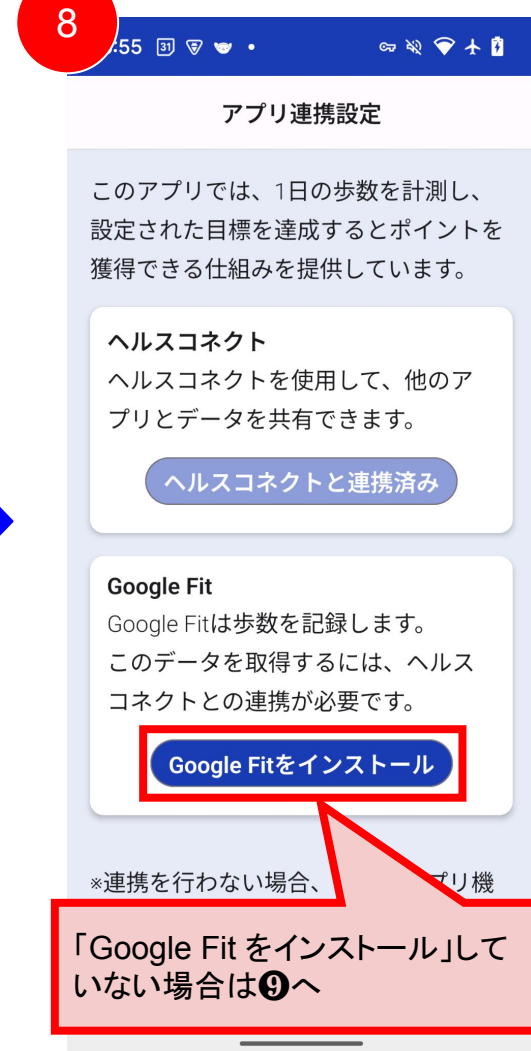 8
:55
31
アプリ連携設定
このアプリでは、1日の歩数を計測し、
設定された目標を達成するとポイントを
獲得できる仕組みを提供しています。
ヘルスコネクト
ヘルスコネクトを使用して、他のア
プリとデータを共有できます。
ヘルスコネクトと連携済み
Google Fit
Google Fitは歩数を記録します。
このデータを取得するには、ヘルス
コネクトとの連携が必要です。
Google Fitをインストール
※連携を行わない場合、 プリ機
「Google Fit をインストール」して
いない場合は❾へ